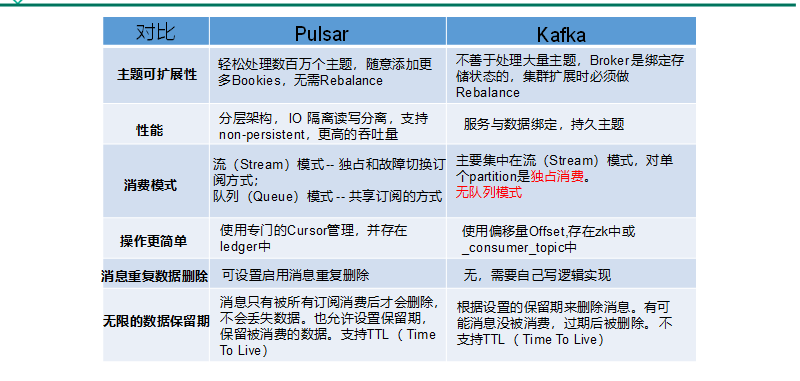 对比
Pulsar
Kafka
主题可扩展性
轻松处理数百万个主题，随意添加更
多Bookies，无需Rebalance
不善于处理大量主题，Broker是绑定存
储状态的，集群扩展时必须做
Rebalance
性能
分层架构， IO 隔离读写分离，支持
non-persistent，更高的吞吐量
服务与数据绑定，持久主题
消费模式
流（Stream）模式 -- 独占和故障切换订
阅方式；
队列（Queue）模式 -- 共享订阅的方式
主要集中在流（Stream）模式，对单
个partition是独占消费。
无队列模式
操作更简单
使用专门的Cursor管理，并存在
ledger中
使用偏移量Offset,存在zk中或
_consumer_topic中
消息重复数据删除
可设置启用消息重复删除
无，需要自己写逻辑实现
无限的数据保留期
消息只有被所有订阅消费后才会删除，
不会丢失数据。也允许设置保留期，
保留被消费的数据。支持TTL（ Time
To Live）
根据设置的保留期来删除消息。有可
能消息没被消费，过期后被删除。 不
支持TTL（ Time To Live）